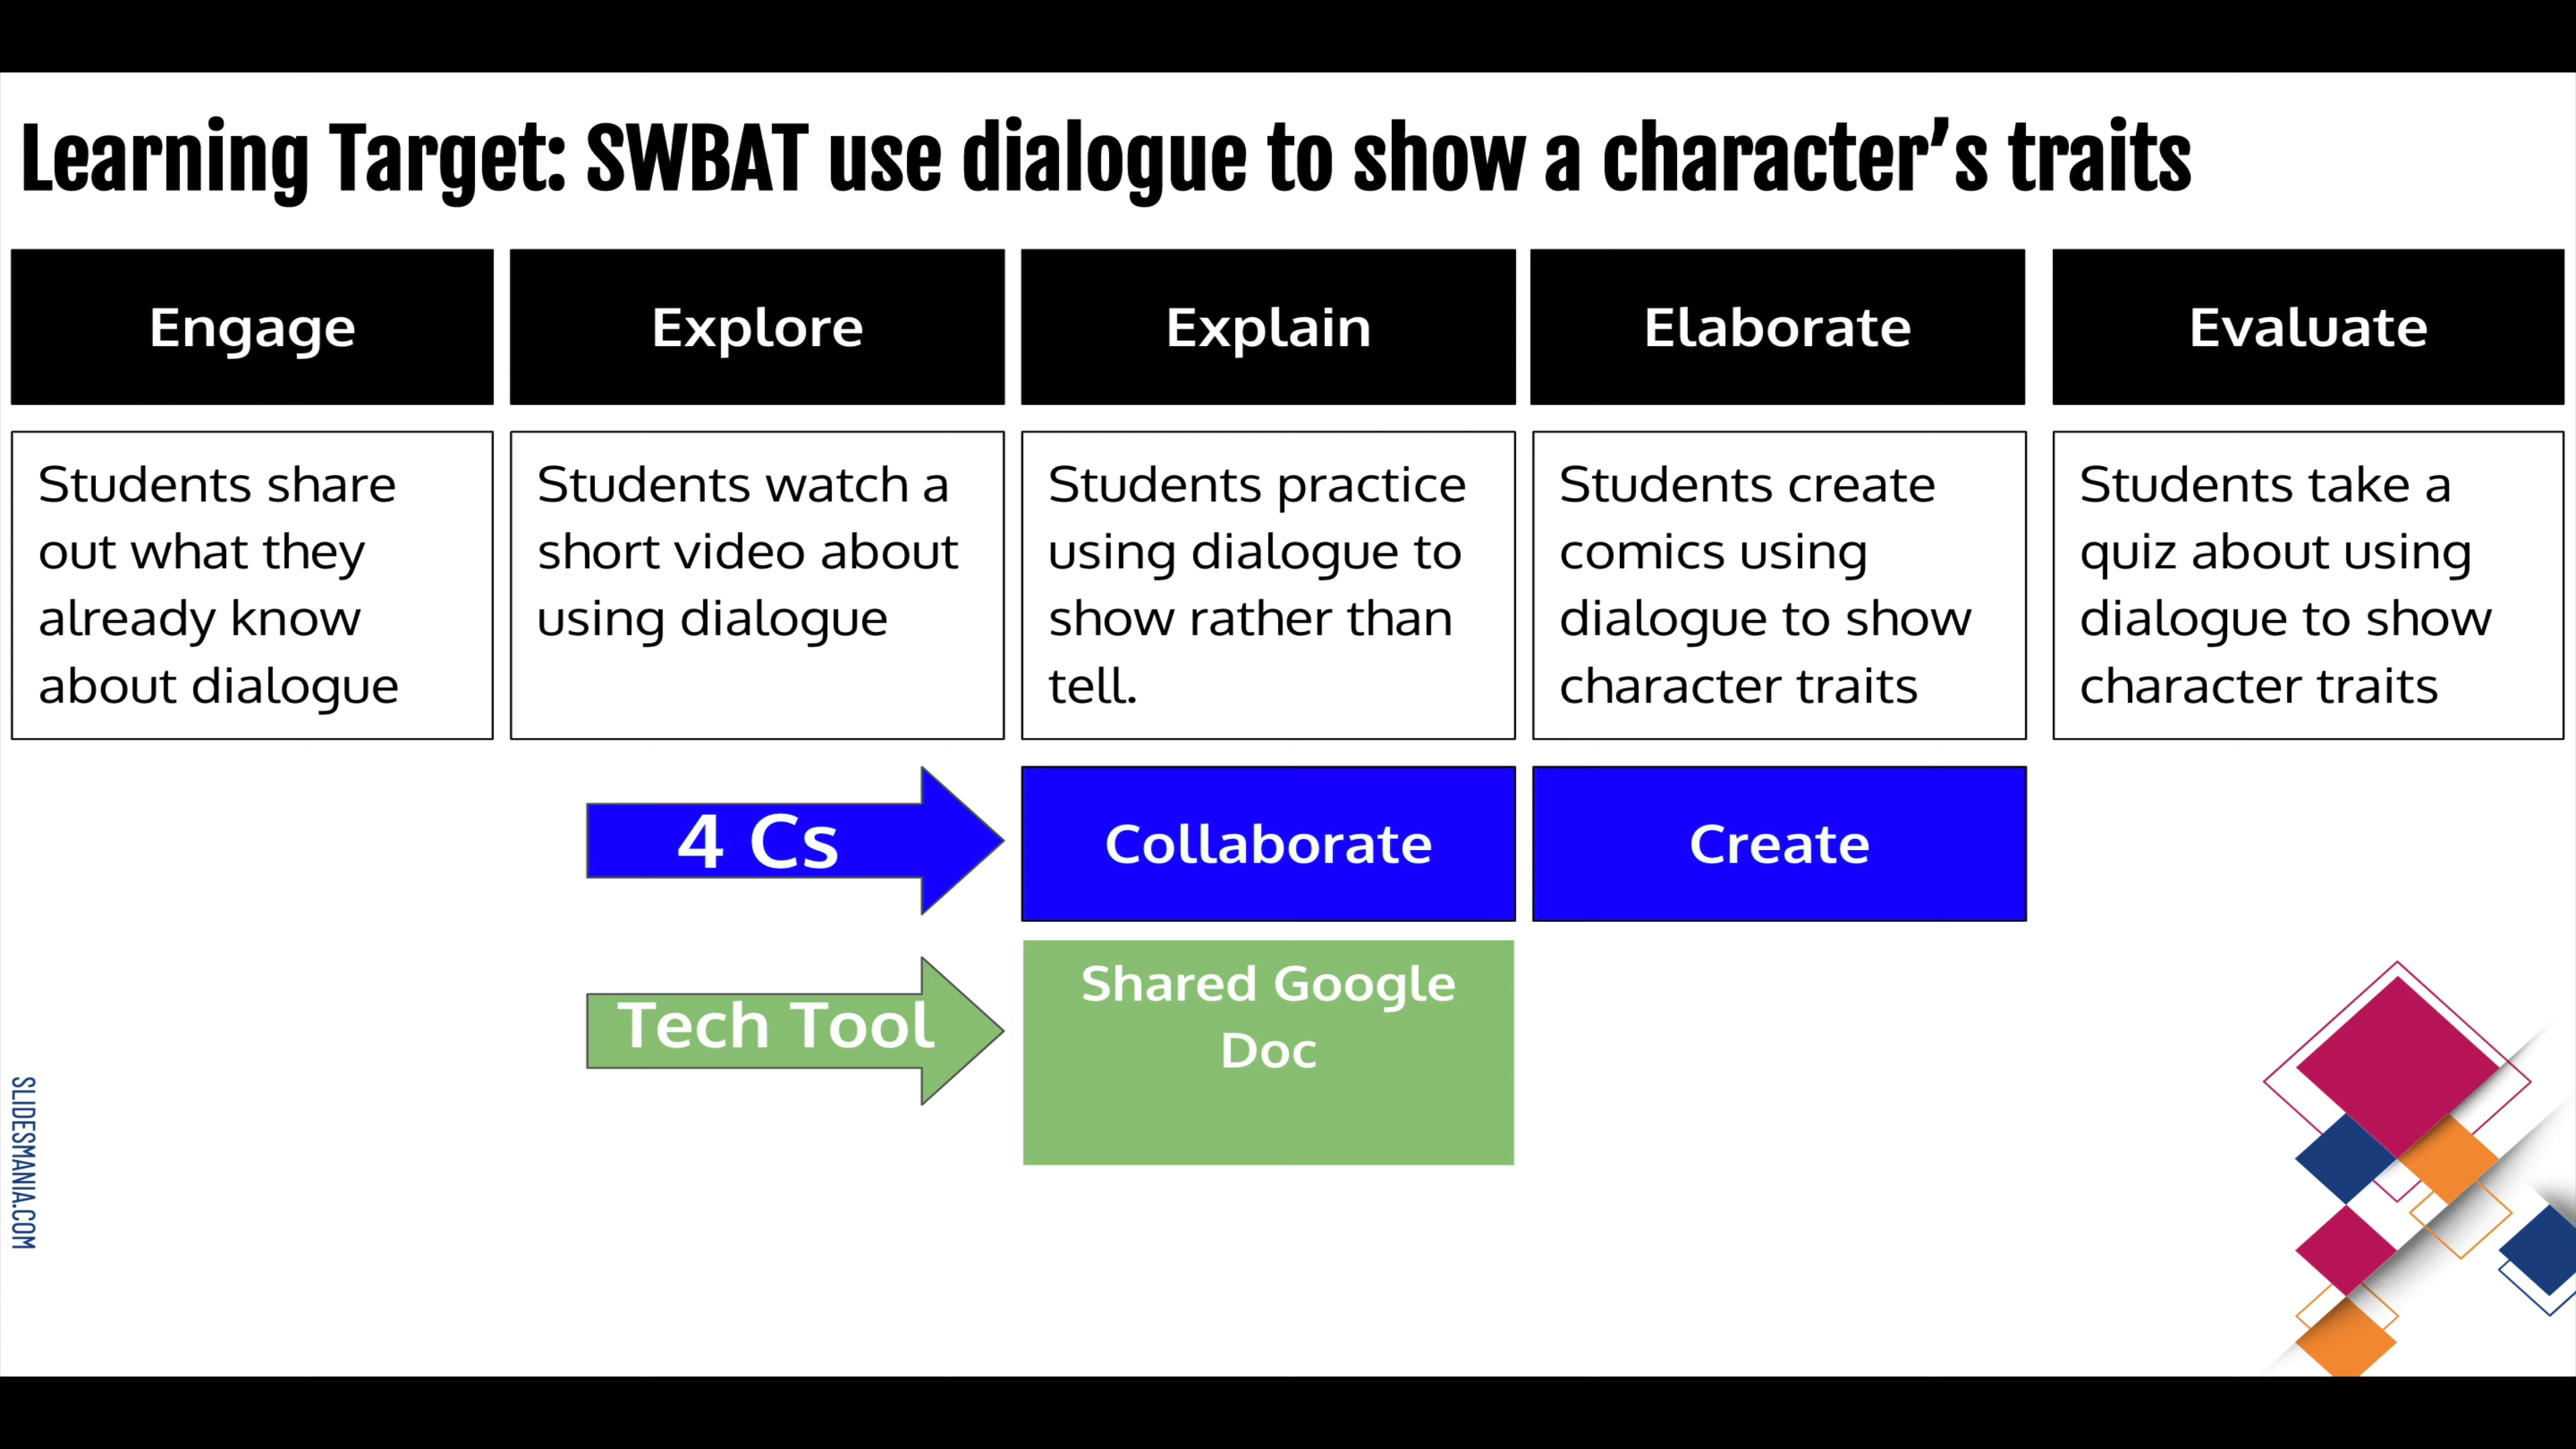 Learning Target: SWBAT use dialogue to show a character’s traits
Engage
Explore
Explain
Elaborate
Evaluate
Students share
out what they
already know
about dialogue
Students watch a
short video about
using dialogue
Students practice
using dialogue to
show rather than
tell.
Students create
comics using
dialogue to show
character traits
Students take a
quiz about using
dialogue to show
character traits
4 Cs
Collaborate
Create
Tech Tool
Shared Google
Doc
SLIDESMANIA.COM